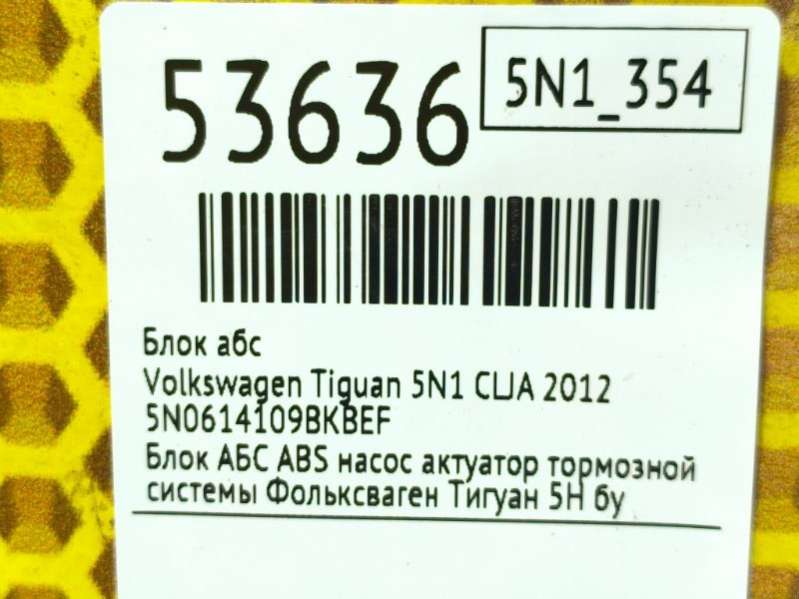 53636
5N1_354
Блок абс
Volkswagen Tiguan 5N1 США 2012
5N0614109BKBEF
Блок АБС ABS насос актуатор тормозной
системы Фольксваген Тигуан 5Н бу